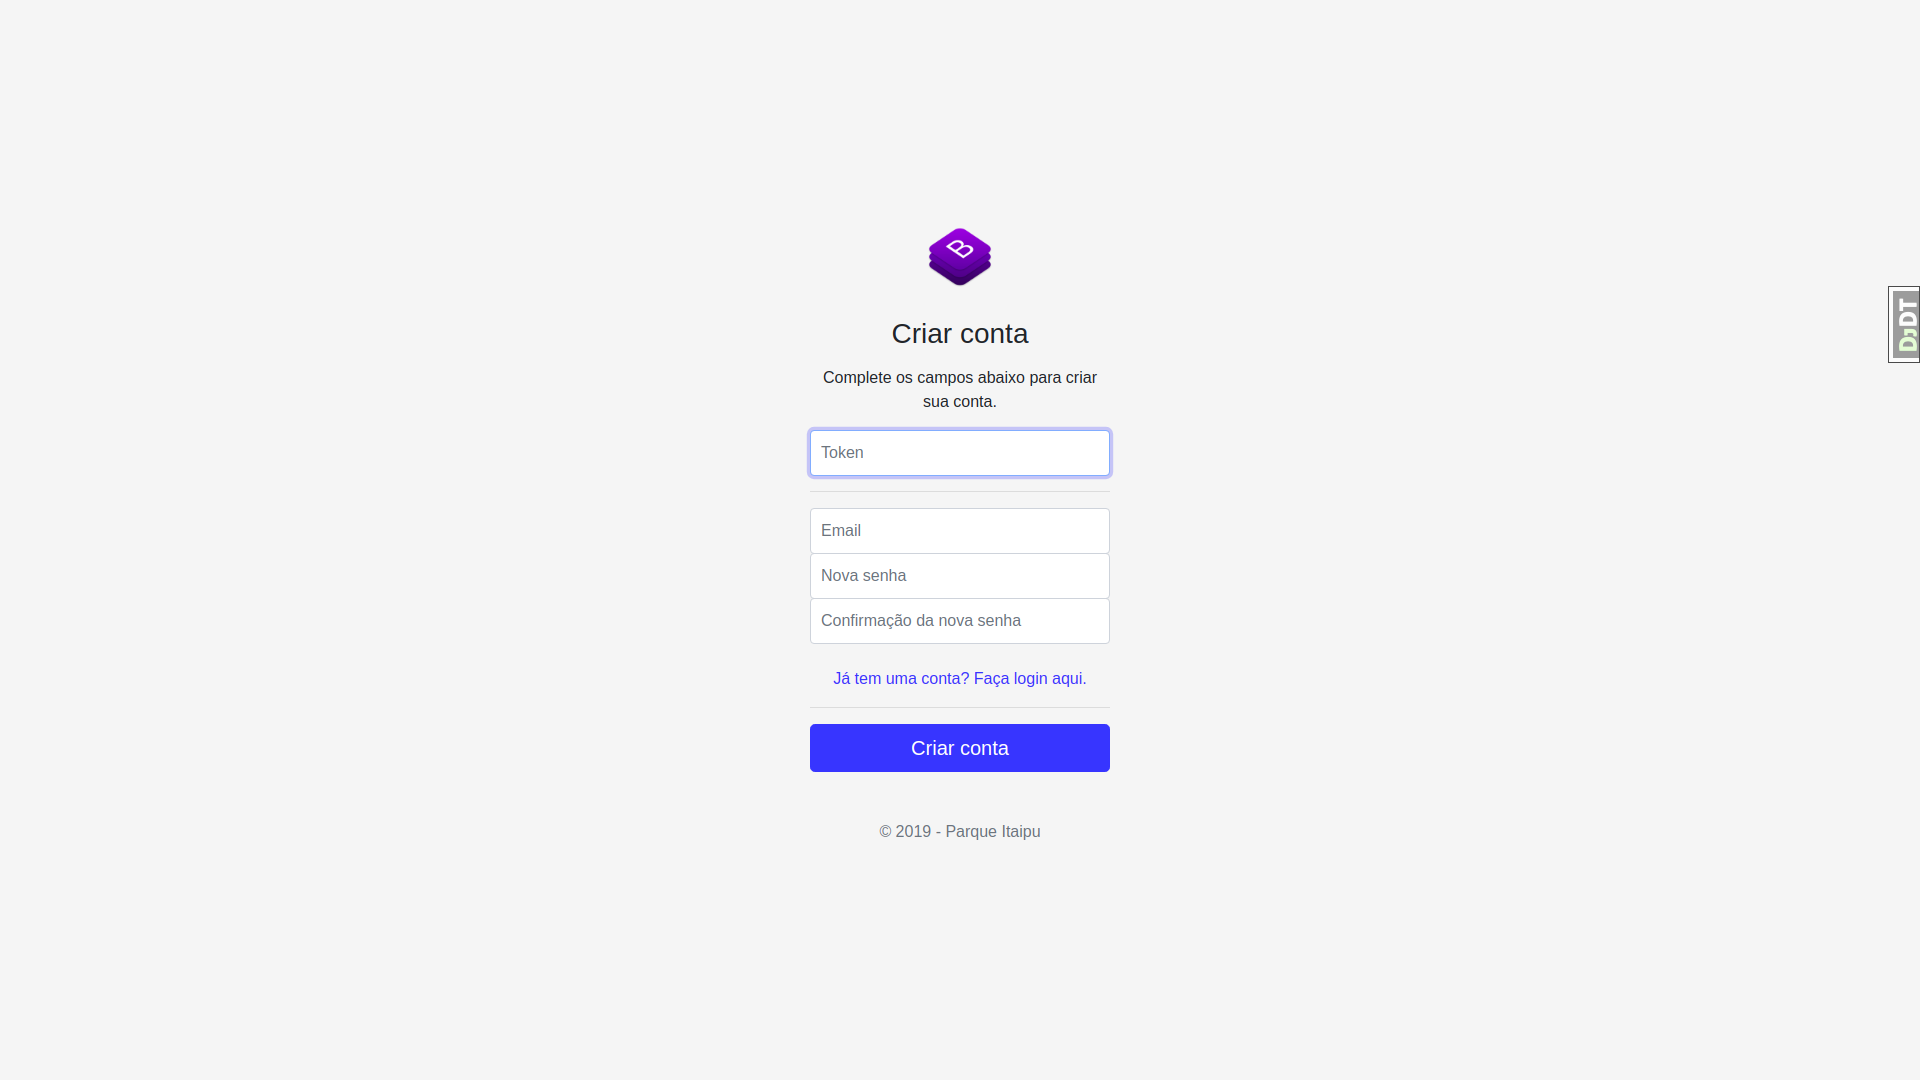 B
Criar conta
Complete os campos abaixo para criar
sua conta.
Token
Email
Nova senha
Confirmação da nova senha
Já tem uma conta? Faça login aqui.
Criar conta
© 2019 - Parque Itaipu
DjDT